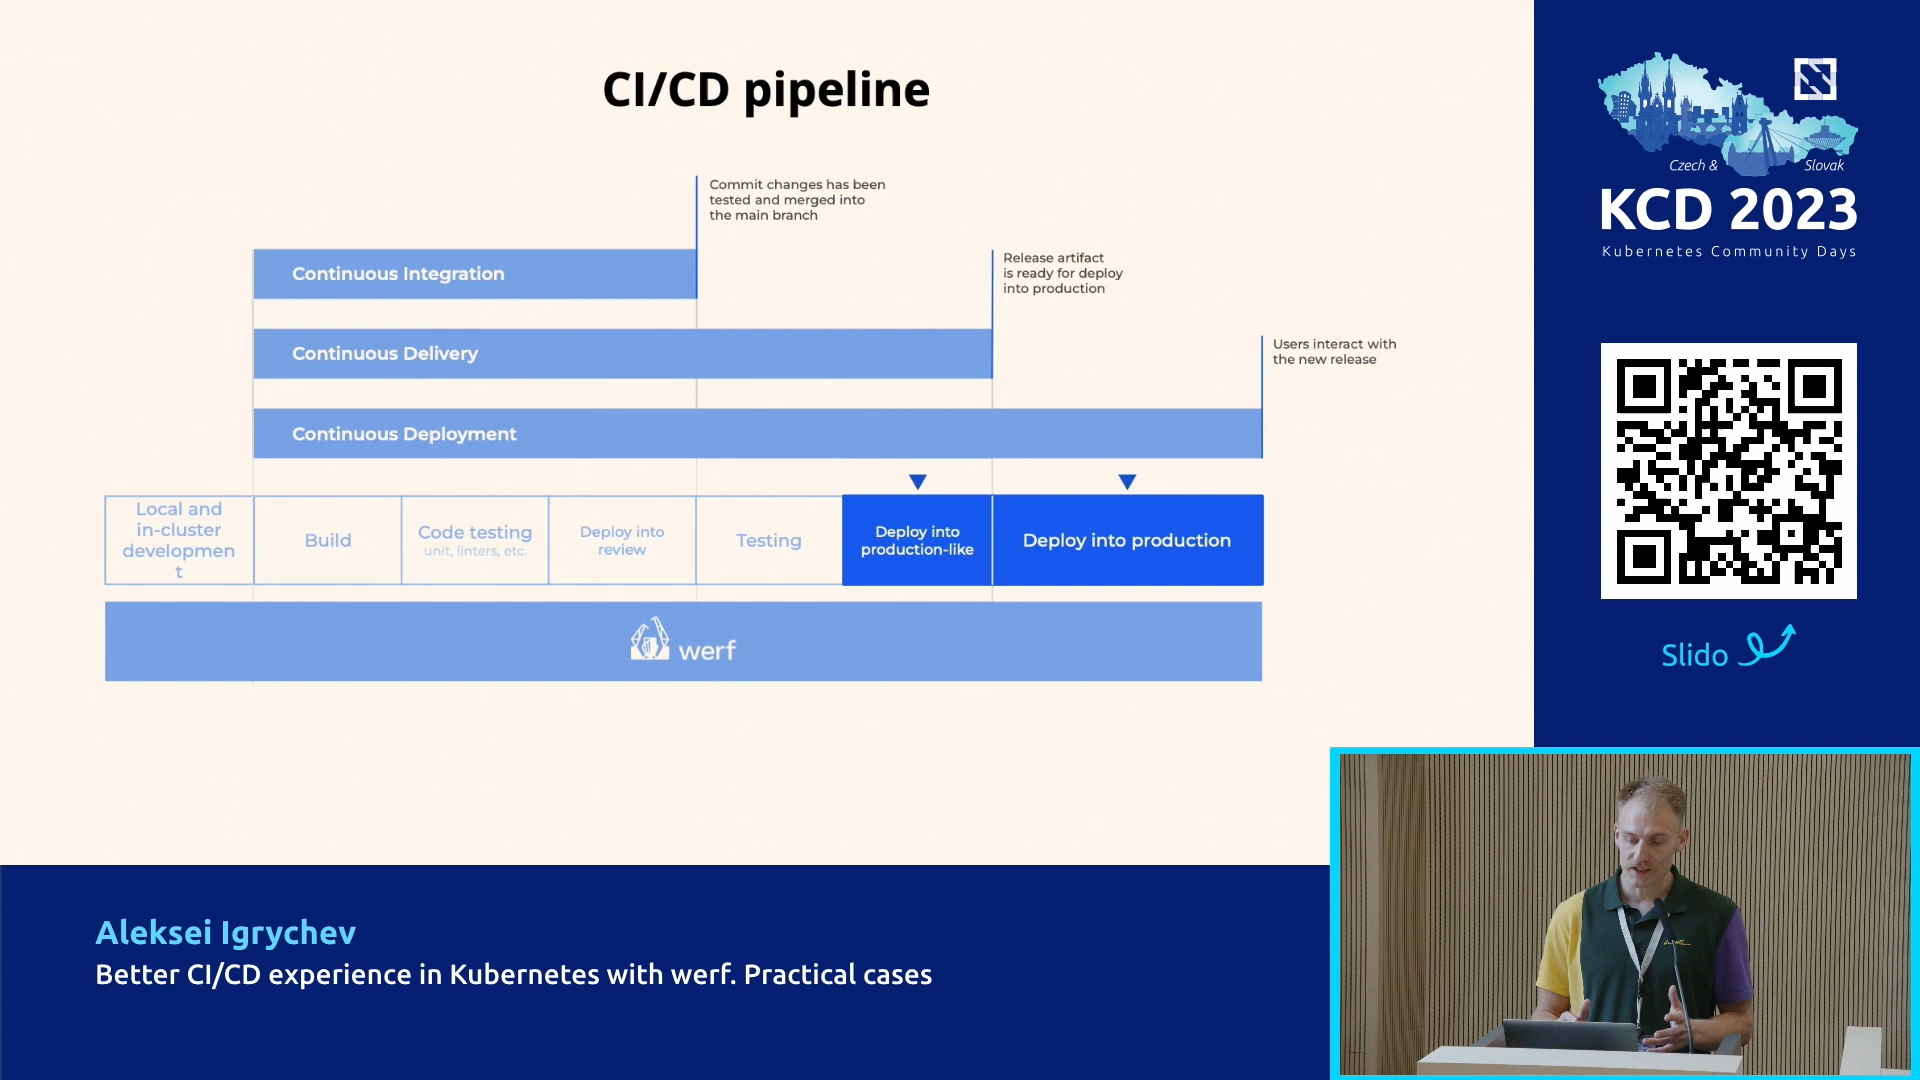 CI/CD pipeline
Commit changes has been
tested and merged into
the main branch
Release artifact
is ready for deploy
into production
Users interact with
the new release
Continuous Integration
Continuous Delivery
Continuous Deployment
Local and
in-cluster
developmen
t
Build
Code testing
unit, linters, etc.
Deploy into
review
Testing
Deploy into
production-like
Deploy into production
werf
Czech & Slovak
KCD 2023
Kubernetes Community Days
Slido
Aleksei Igrychev
Better CI/CD experience in Kubernetes with werf. Practical cases